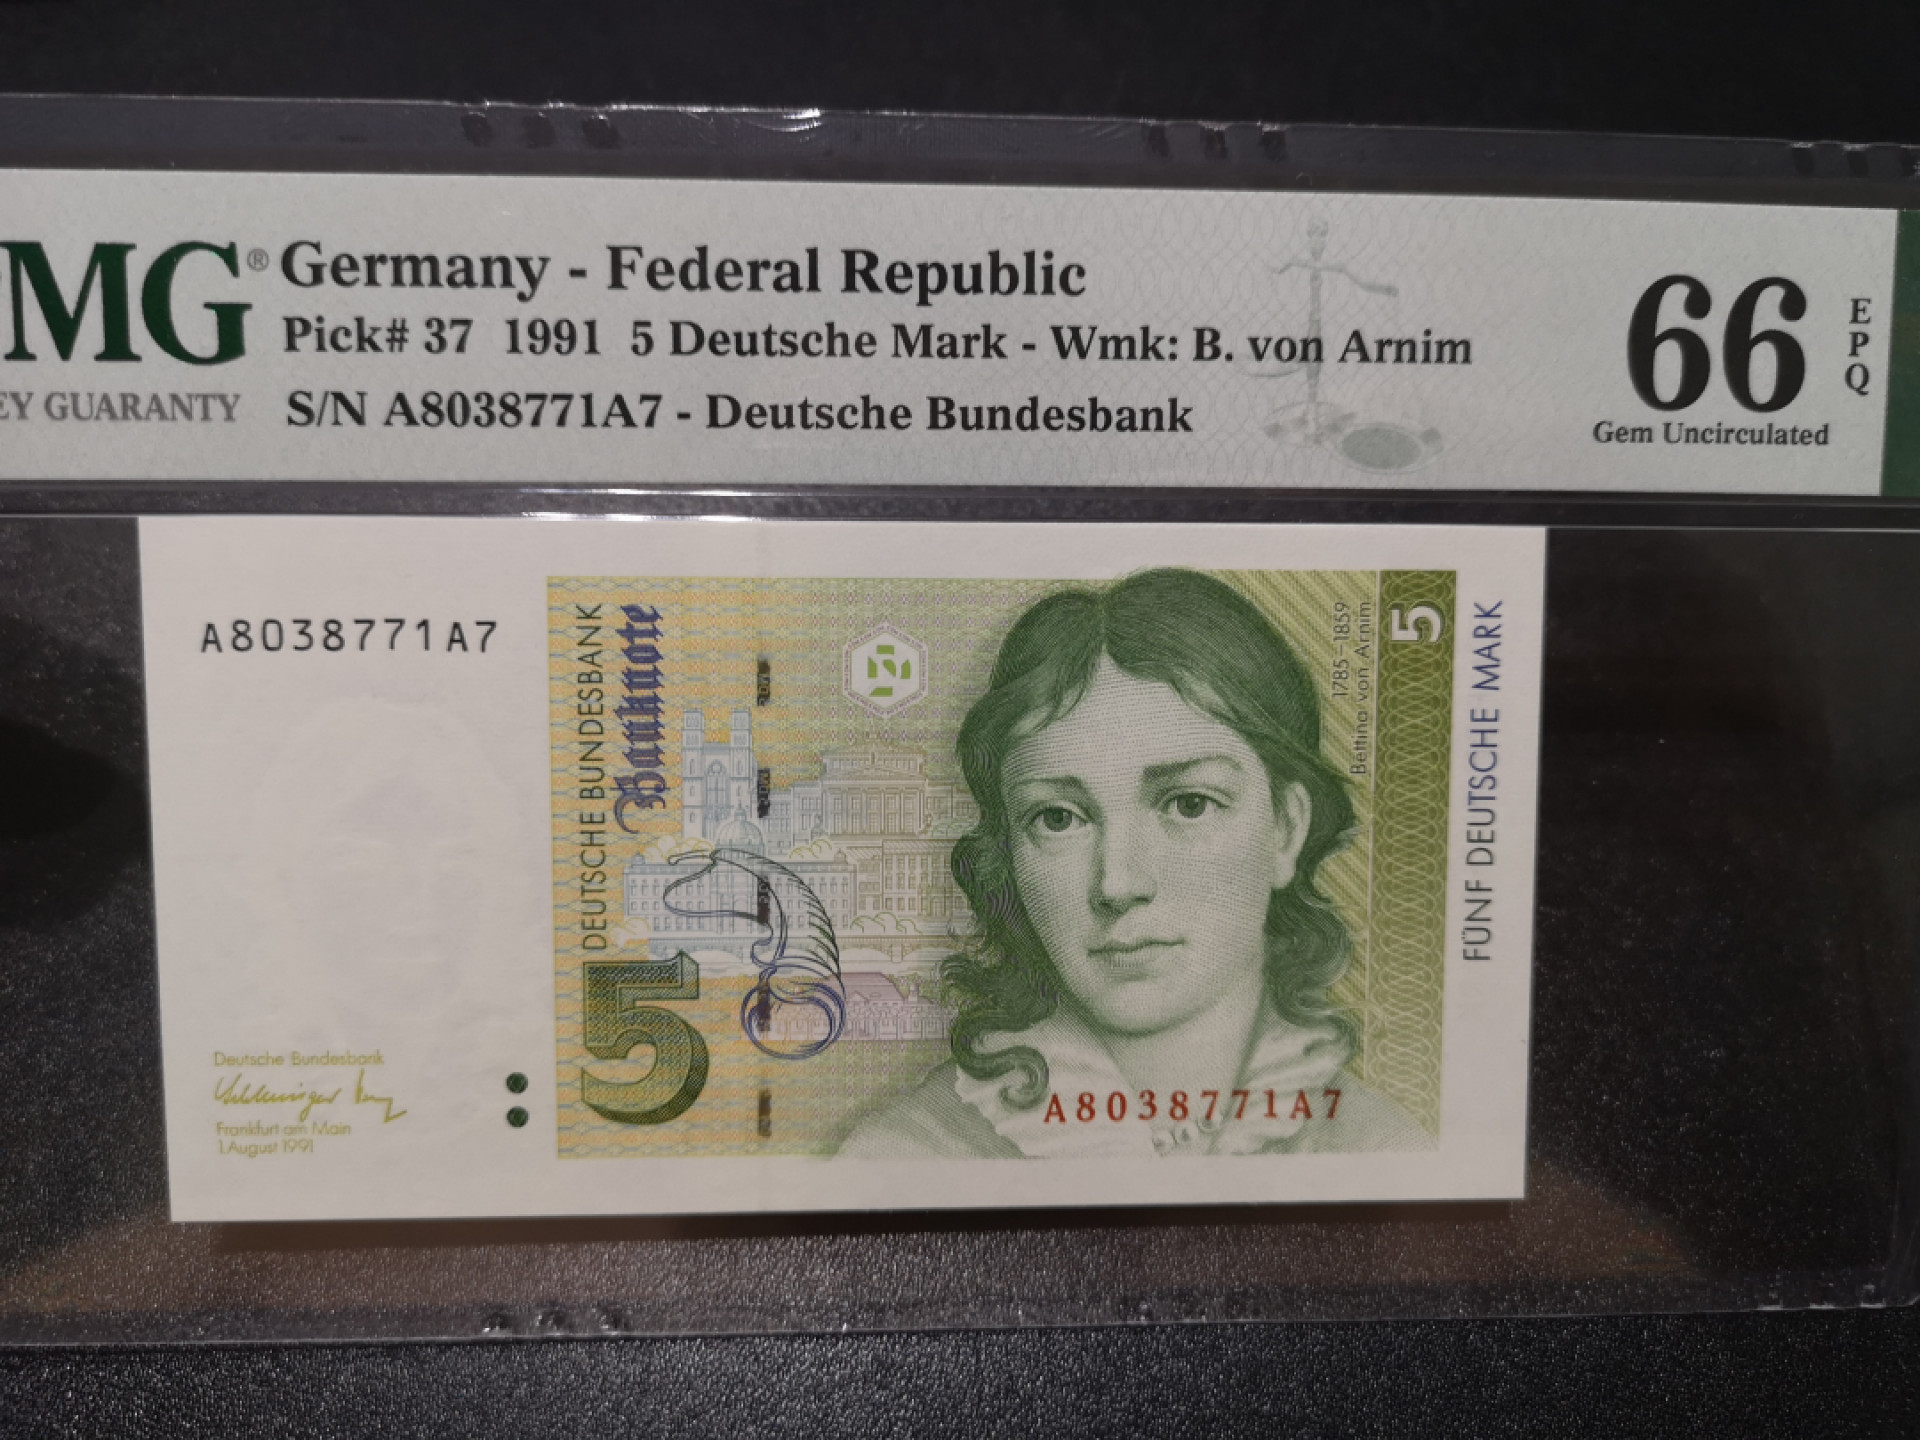 MG® Germany - Federal Republic
Pick# 37 1991 5 Deutsche Mark - Wmk: B. von Arnim
EY GUARANTY S/N A8038771A7 - Deutsche Bundesbank
66
EPQ
Gem Uncirculated
A8038771A7
DEUTSCHE BUNDESBANK
Banknote
1785-1859
Bettina von Arnim
5
FÜNF DEUTSCHE MARK
5
Deutsche Bundesbank
Frankfurt am Main
1. August 1991
A8038771A7